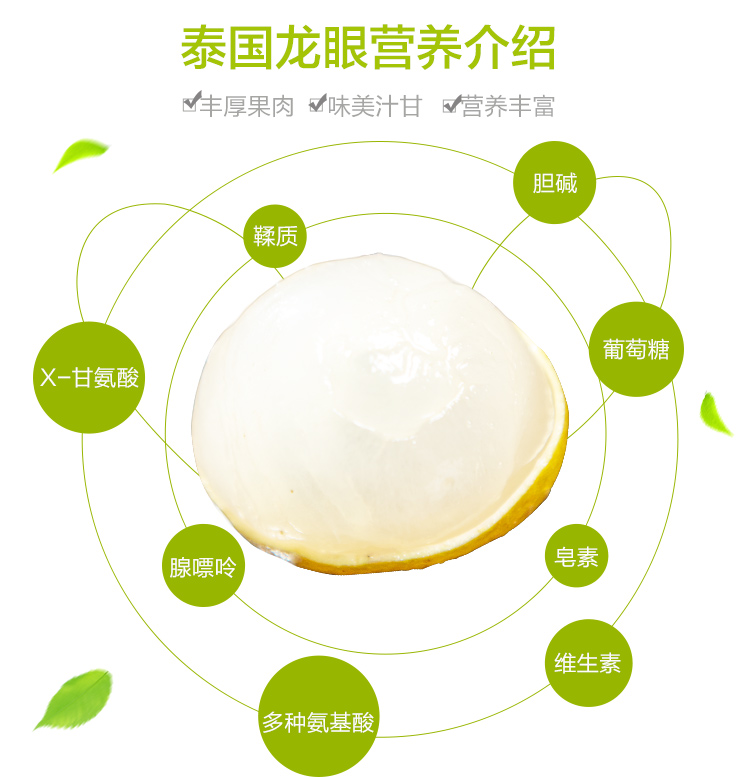 泰国龙眼营养介绍
丰厚果肉 味美汁甘 营养丰富
胆碱
鞣质
葡萄糖
X-甘氨酸
腺嘌呤
皂素
维生素
多种氨基酸